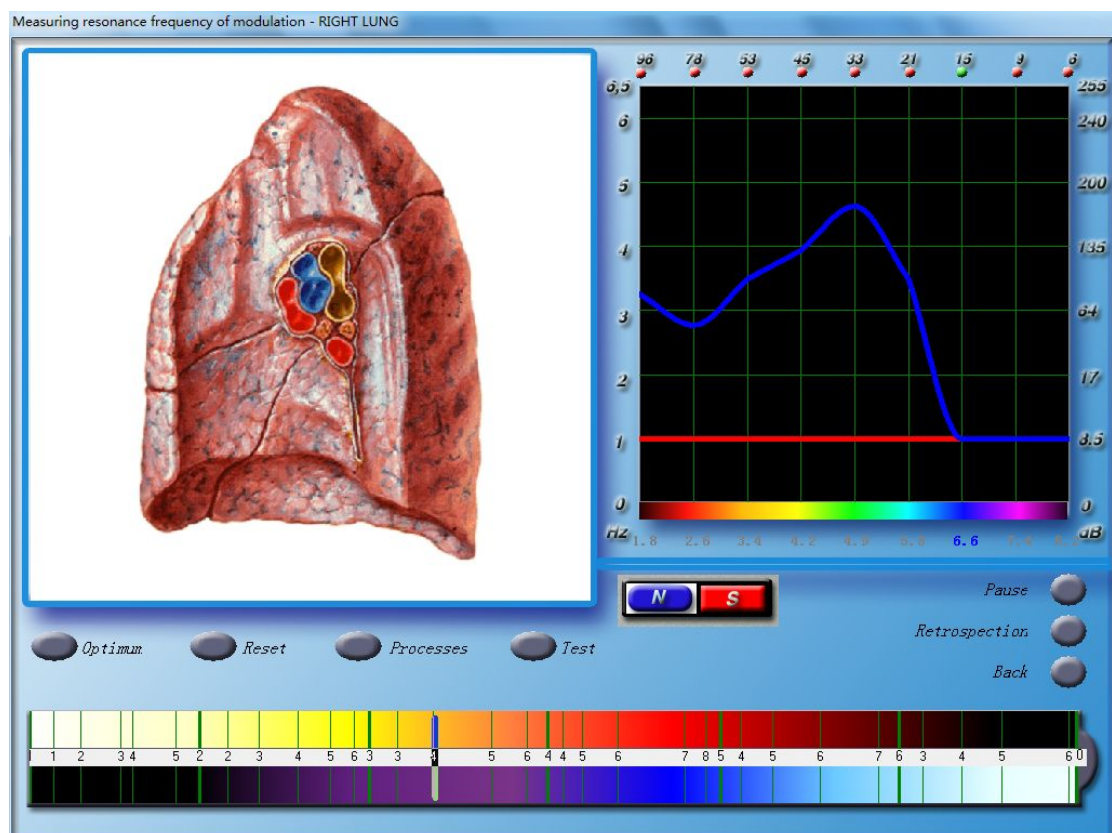 Measuring resonance frequency of modulation - RIGHT LUNG
96 78 53 45 33 21 15 9 6
6,5 255
6 240
5 200
4 135
3 64
2 17
1 8.5
0 0
Hz 1.8 2.6 3.4 4.2 4.9 5.8 6.6 dB
N S
Pause
Retrospection
Back
Optimum Reset Processes Test
1 2 3 4 5 2 2 3 4 5 6 3 3 4 5 6 4 4 5 6 7 8 5 4 5 6 7 6 3 4 5 6 0